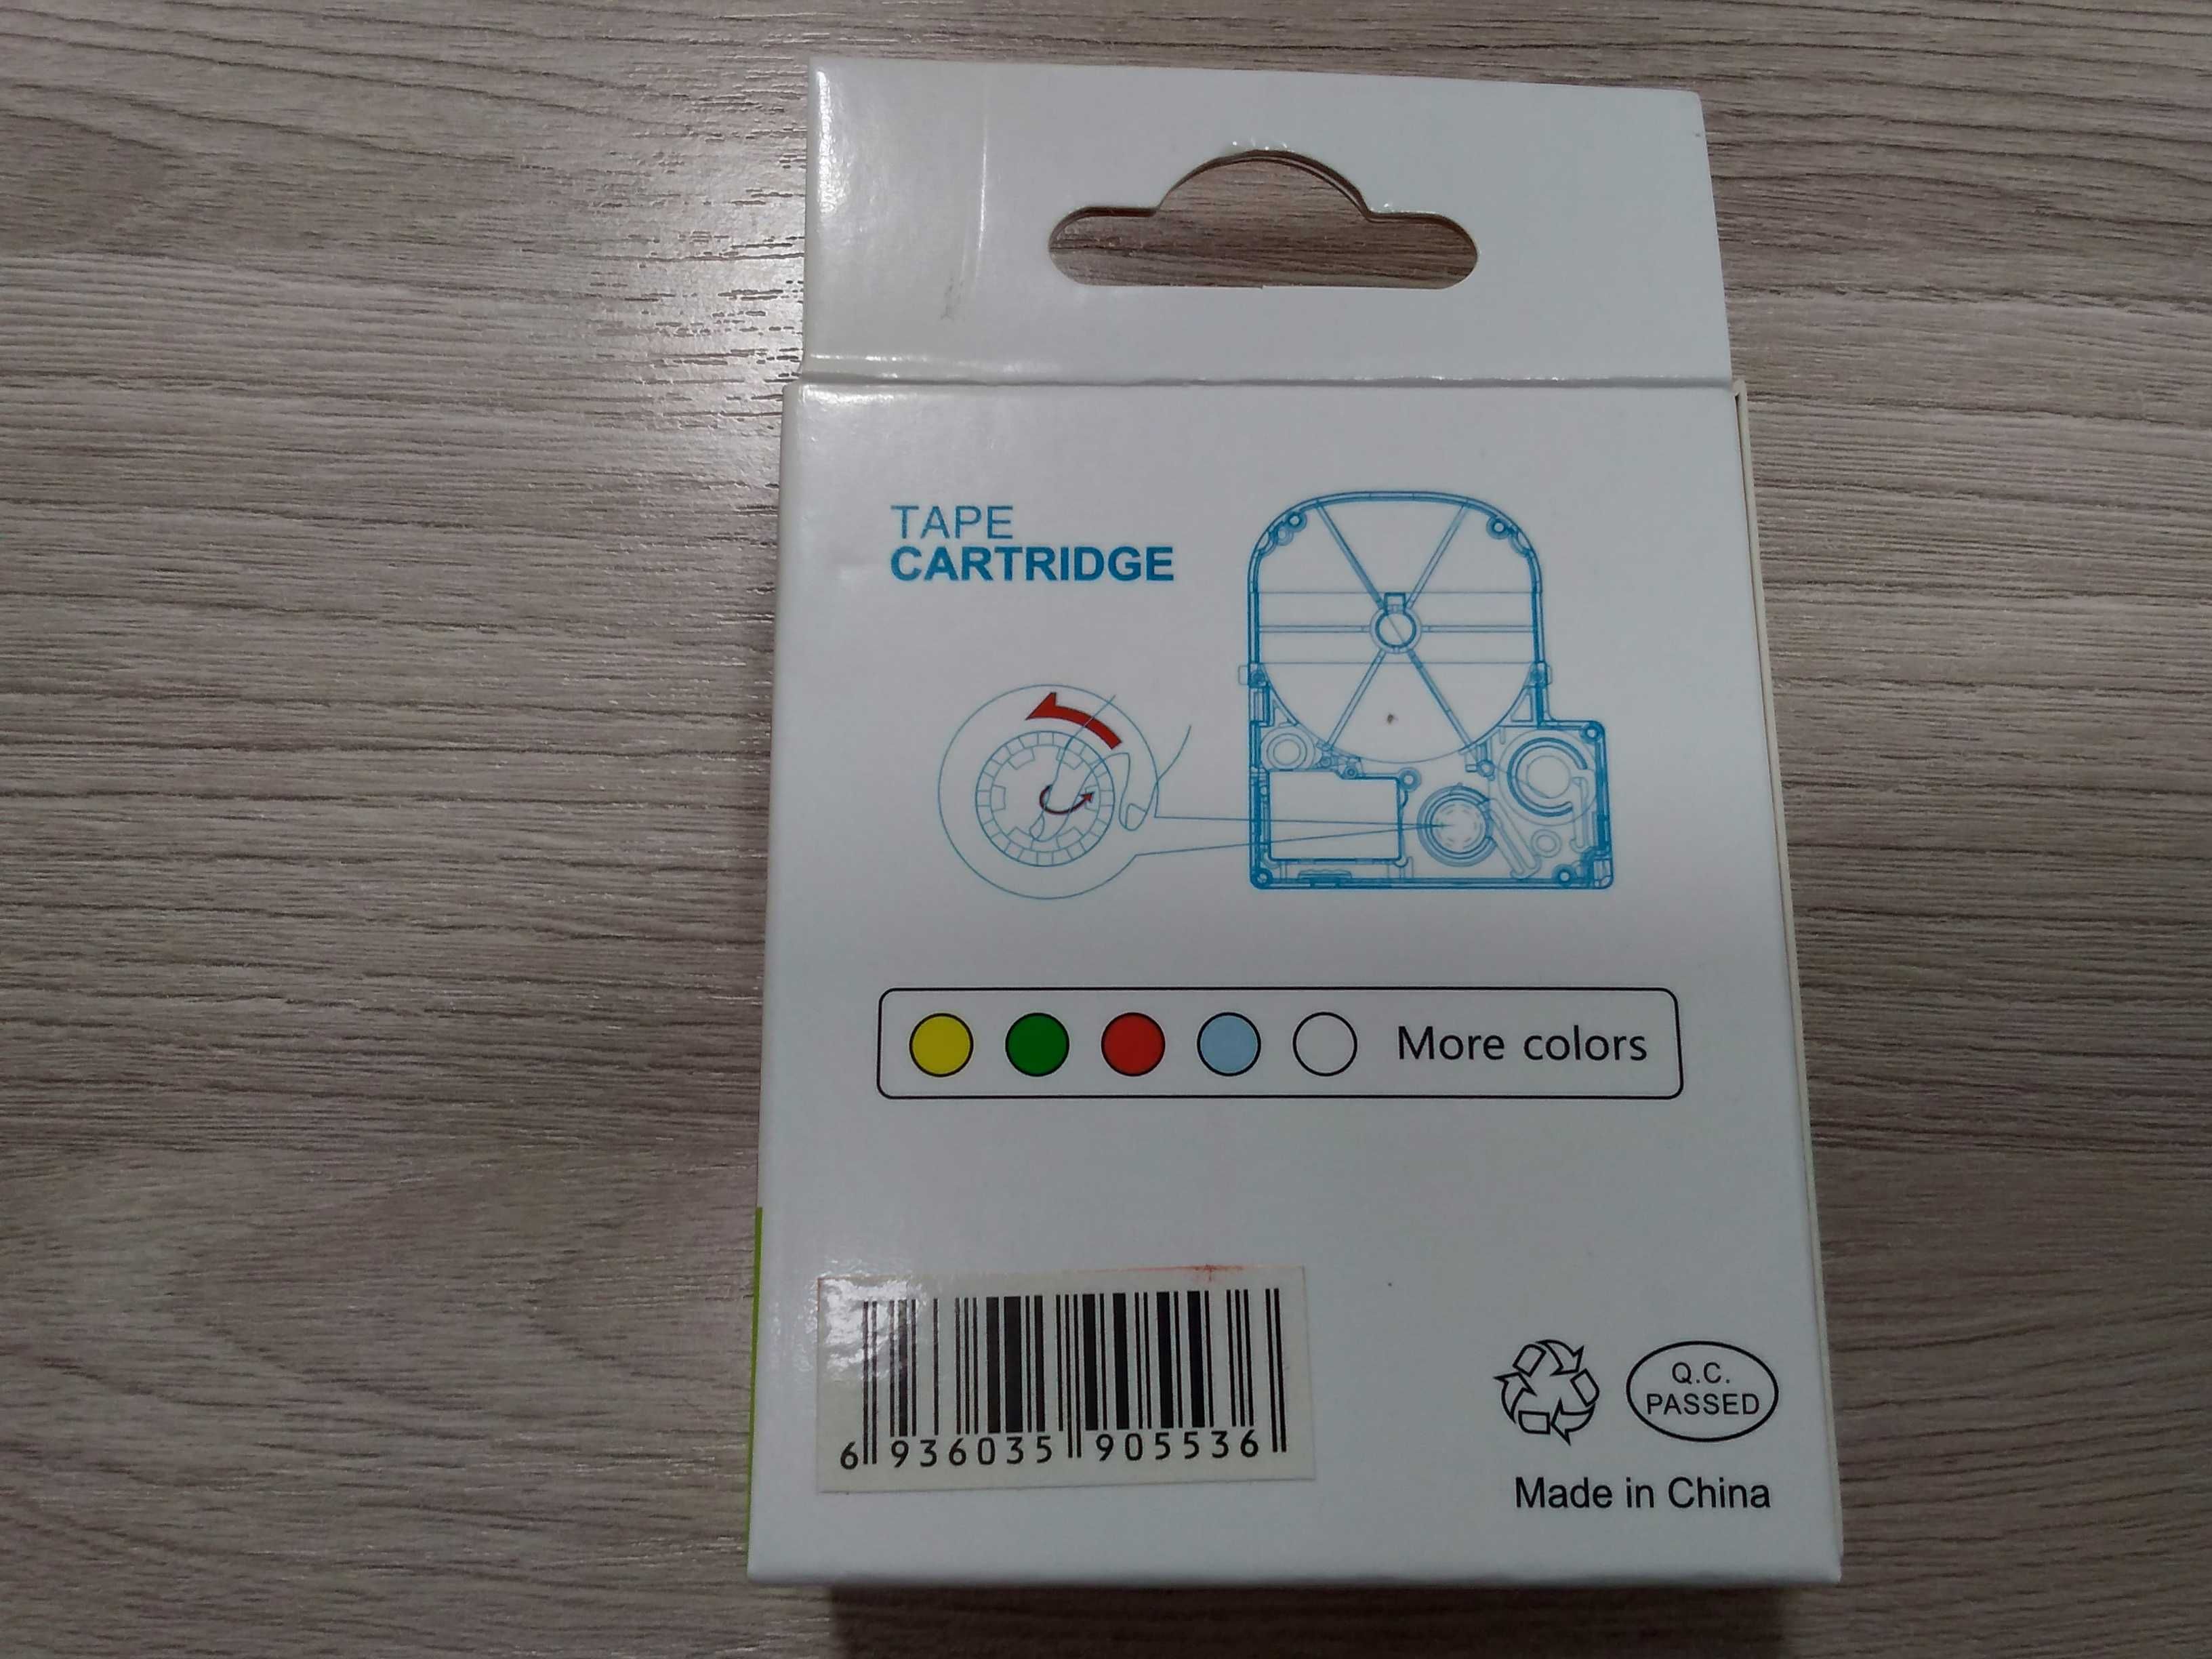 TAPE
CARTRIDGE
More colors
6 936035 905536
Q.C.
PASSED
Made in China